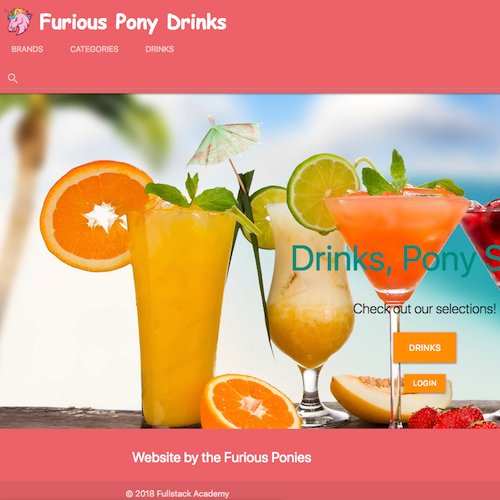 Furious Pony Drinks
BRANDS CATEGORIES DRINKS
Drinks, Pony S
Check out our selections!
DRINKS
LOGIN
Website by the Furious Ponies
© 2018 Fullstack Academy